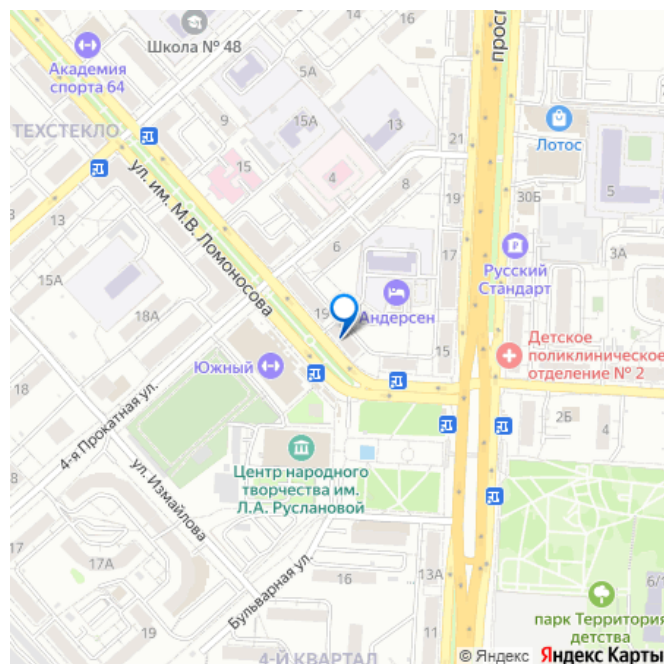 Школа № 48
просп
Академия
спорта 64
5А
ТЕХСТЕКЛО
9
15А
13
21
Лотос
15
4
8
19
30Б
5
13
ул. им. М.В. Ломоносова
6
17
3А
Русский
Стандарт
15А
18А
19
Андерсен
Детское
поликлиническое
отделение № 2
15
Южный
18
4-я Прокатная ул.
2Б
4
Центр народного
творчества им.
Л.А. Руслановой
ул. Измайлова
17
17А
16
13А
6/1
Бульварная ул.
парк Территория
детства
19
11
4-Й КВАРТАЛ
© Яндекс Яндекс Карты